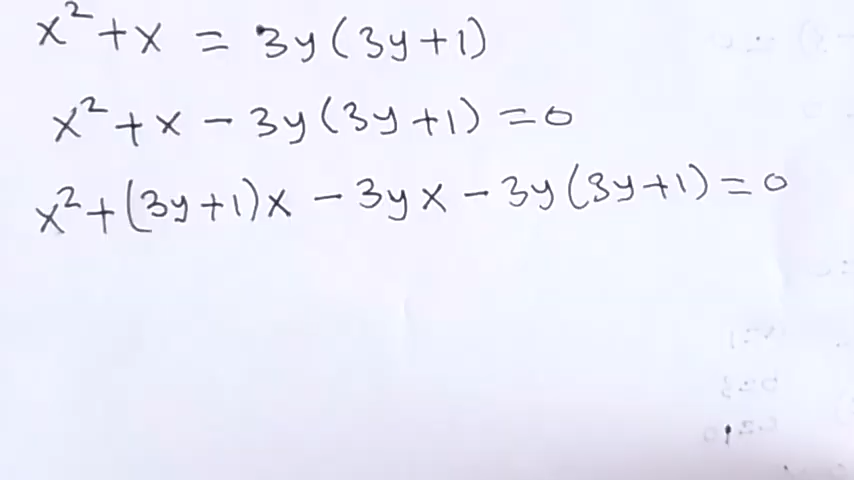 x² + x = 3y(3y+1)
x² + x - 3y(3y+1) = 0
x² + (3y+1)x - 3yx - 3y(3y+1) = 0